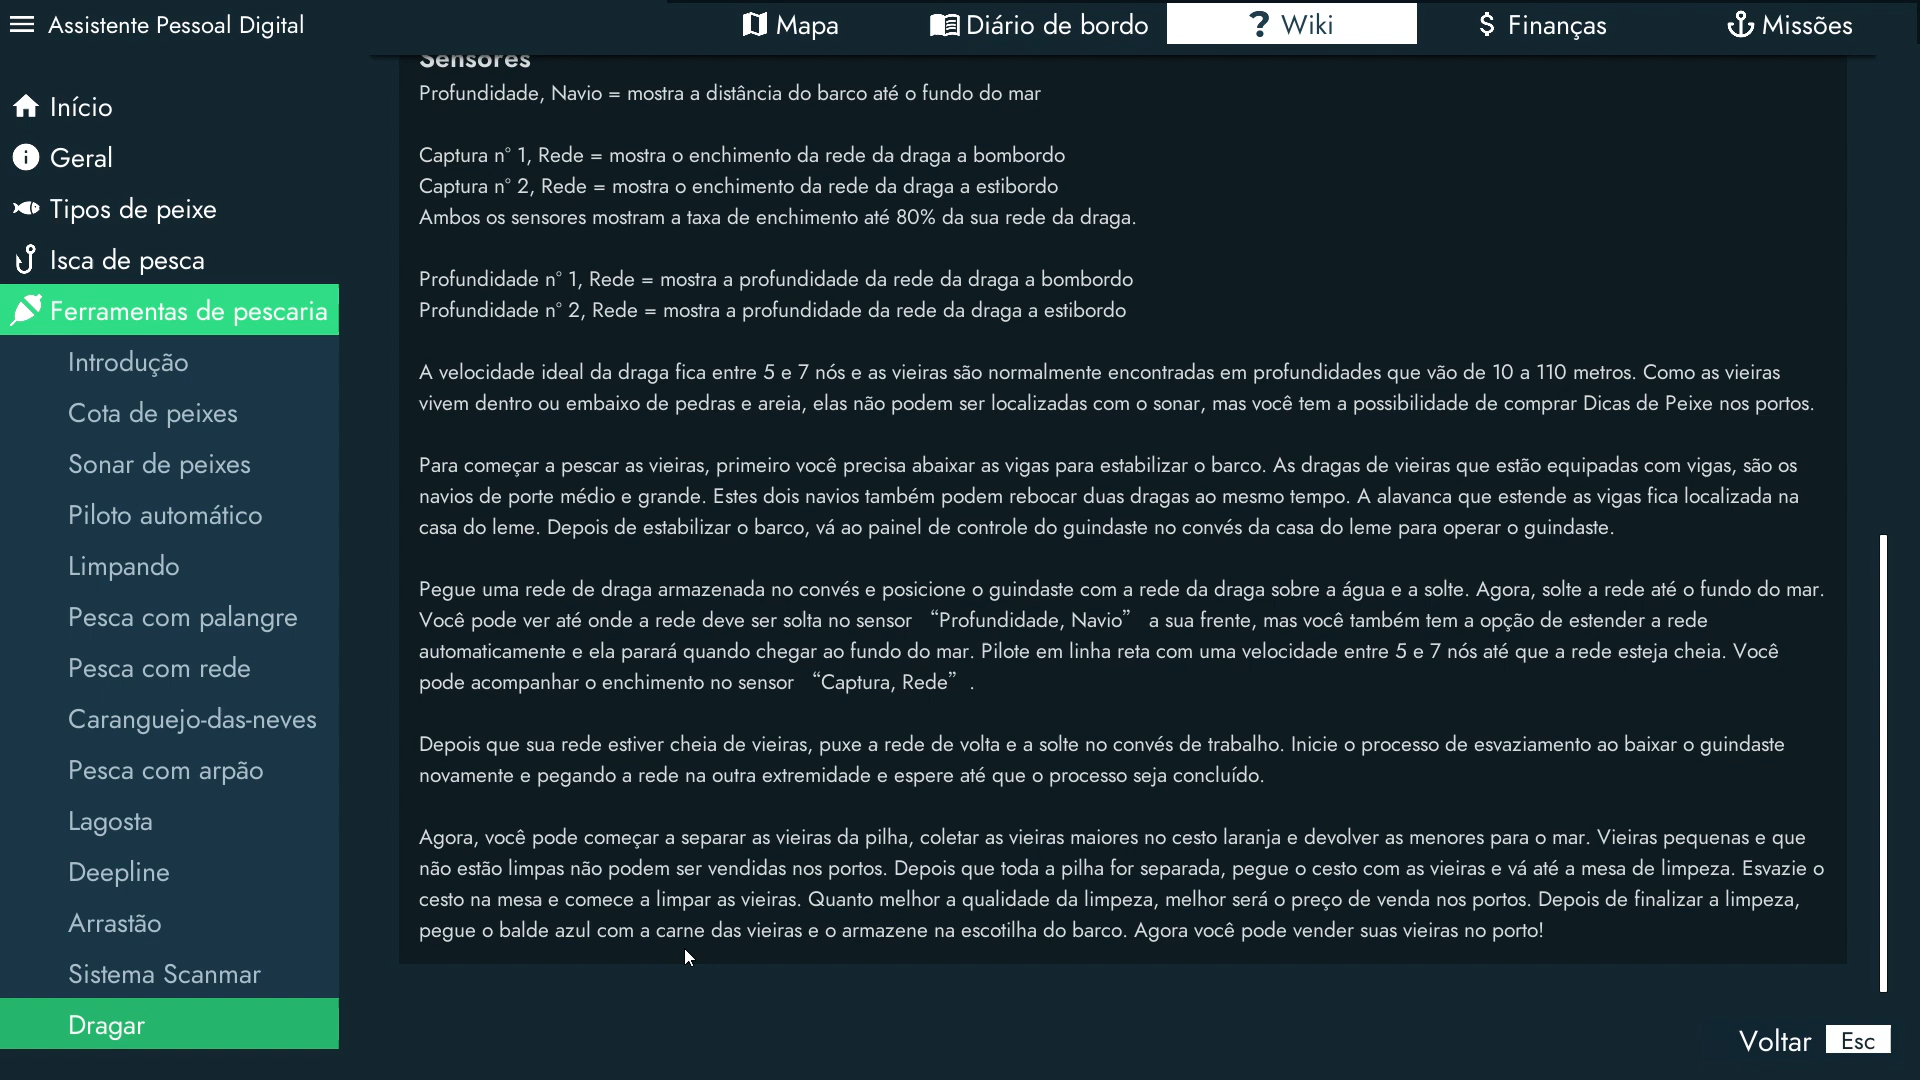 Assistente Pessoal Digital
Mapa
Diário de bordo
? Wiki
$ Finanças
Missões
Início
Geral
Tipos de peixe
Isca de pesca
Ferramentas de pescaria
Introdução
Cota de peixes
Sonar de peixes
Piloto automático
Limpando
Pesca com palangre
Pesca com rede
Caranguejo-das-neves
Pesca com arpão
Lagosta
Deepline
Arrastão
Sistema Scanmar
Dragar
Sensores
Profundidade, Navio = mostra a distância do barco até o fundo do mar
Captura n° 1, Rede = mostra o enchimento da rede da draga a bombordo
Captura n° 2, Rede = mostra o enchimento da rede da draga a estibordo
Ambos os sensores mostram a taxa de enchimento até 80% da sua rede da draga.
Profundidade n° 1, Rede = mostra a profundidade da rede da draga a bombordo
Profundidade n° 2, Rede = mostra a profundidade da rede da draga a estibordo
A velocidade ideal da draga fica entre 5 e 7 nós e as vieiras são normalmente encontradas em profundidades que vão de 10 a 110 metros. Como as vieiras
vivem dentro ou embaixo de pedras e areia, elas não podem ser localizadas com o sonar, mas você tem a possibilidade de comprar Dicas de Peixe nos portos.
Para começar a pescar as vieiras, primeiro você precisa abaixar as vigas para estabilizar o barco. As dragas de vieiras que estão equipadas com vigas, são os
navios de porte médio e grande. Estes dois navios também podem rebocar duas dragas ao mesmo tempo. A alavanca que estende as vigas fica localizada na
casa do leme. Depois de estabilizar o barco, vá ao painel de controle do guindaste no convés da casa do leme para operar o guindaste.
Pegue uma rede de draga armazenada no convés e posicione o guindaste com a rede da draga sobre a água e a solte. Agora, solte a rede até o fundo do mar.
Você pode ver até onde a rede deve ser solta no sensor “Profundidade, Navio” a sua frente, mas você também tem a opção de estender a rede
automaticamente e ela parará quando chegar ao fundo do mar. Pilote em linha reta com uma velocidade entre 5 e 7 nós até que a rede esteja cheia. Você
pode acompanhar o enchimento no sensor “Captura, Rede” .
Depois que sua rede estiver cheia de vieiras, puxe a rede de volta e a solte no convés de trabalho. Inicie o processo de esvaziamento ao baixar o guindaste
novamente e pegando a rede na outra extremidade e espere até que o processo seja concluído.
Agora, você pode começar a separar as vieiras da pilha, coletar as vieiras maiores no cesto laranja e devolver as menores para o mar. Vieiras pequenas e que
não estão limpas não podem ser vendidas nos portos. Depois que toda a pilha for separada, pegue o cesto com as vieiras e vá até a mesa de limpeza. Esvazie o
cesto na mesa e comece a limpar as vieiras. Quanto melhor a qualidade da limpeza, melhor será o preço de venda nos portos. Depois de finalizar a limpeza,
pegue o balde azul com a carne das vieiras e o armazene na escotilha do barco. Agora você pode vender suas vieiras no porto!
Voltar Esc